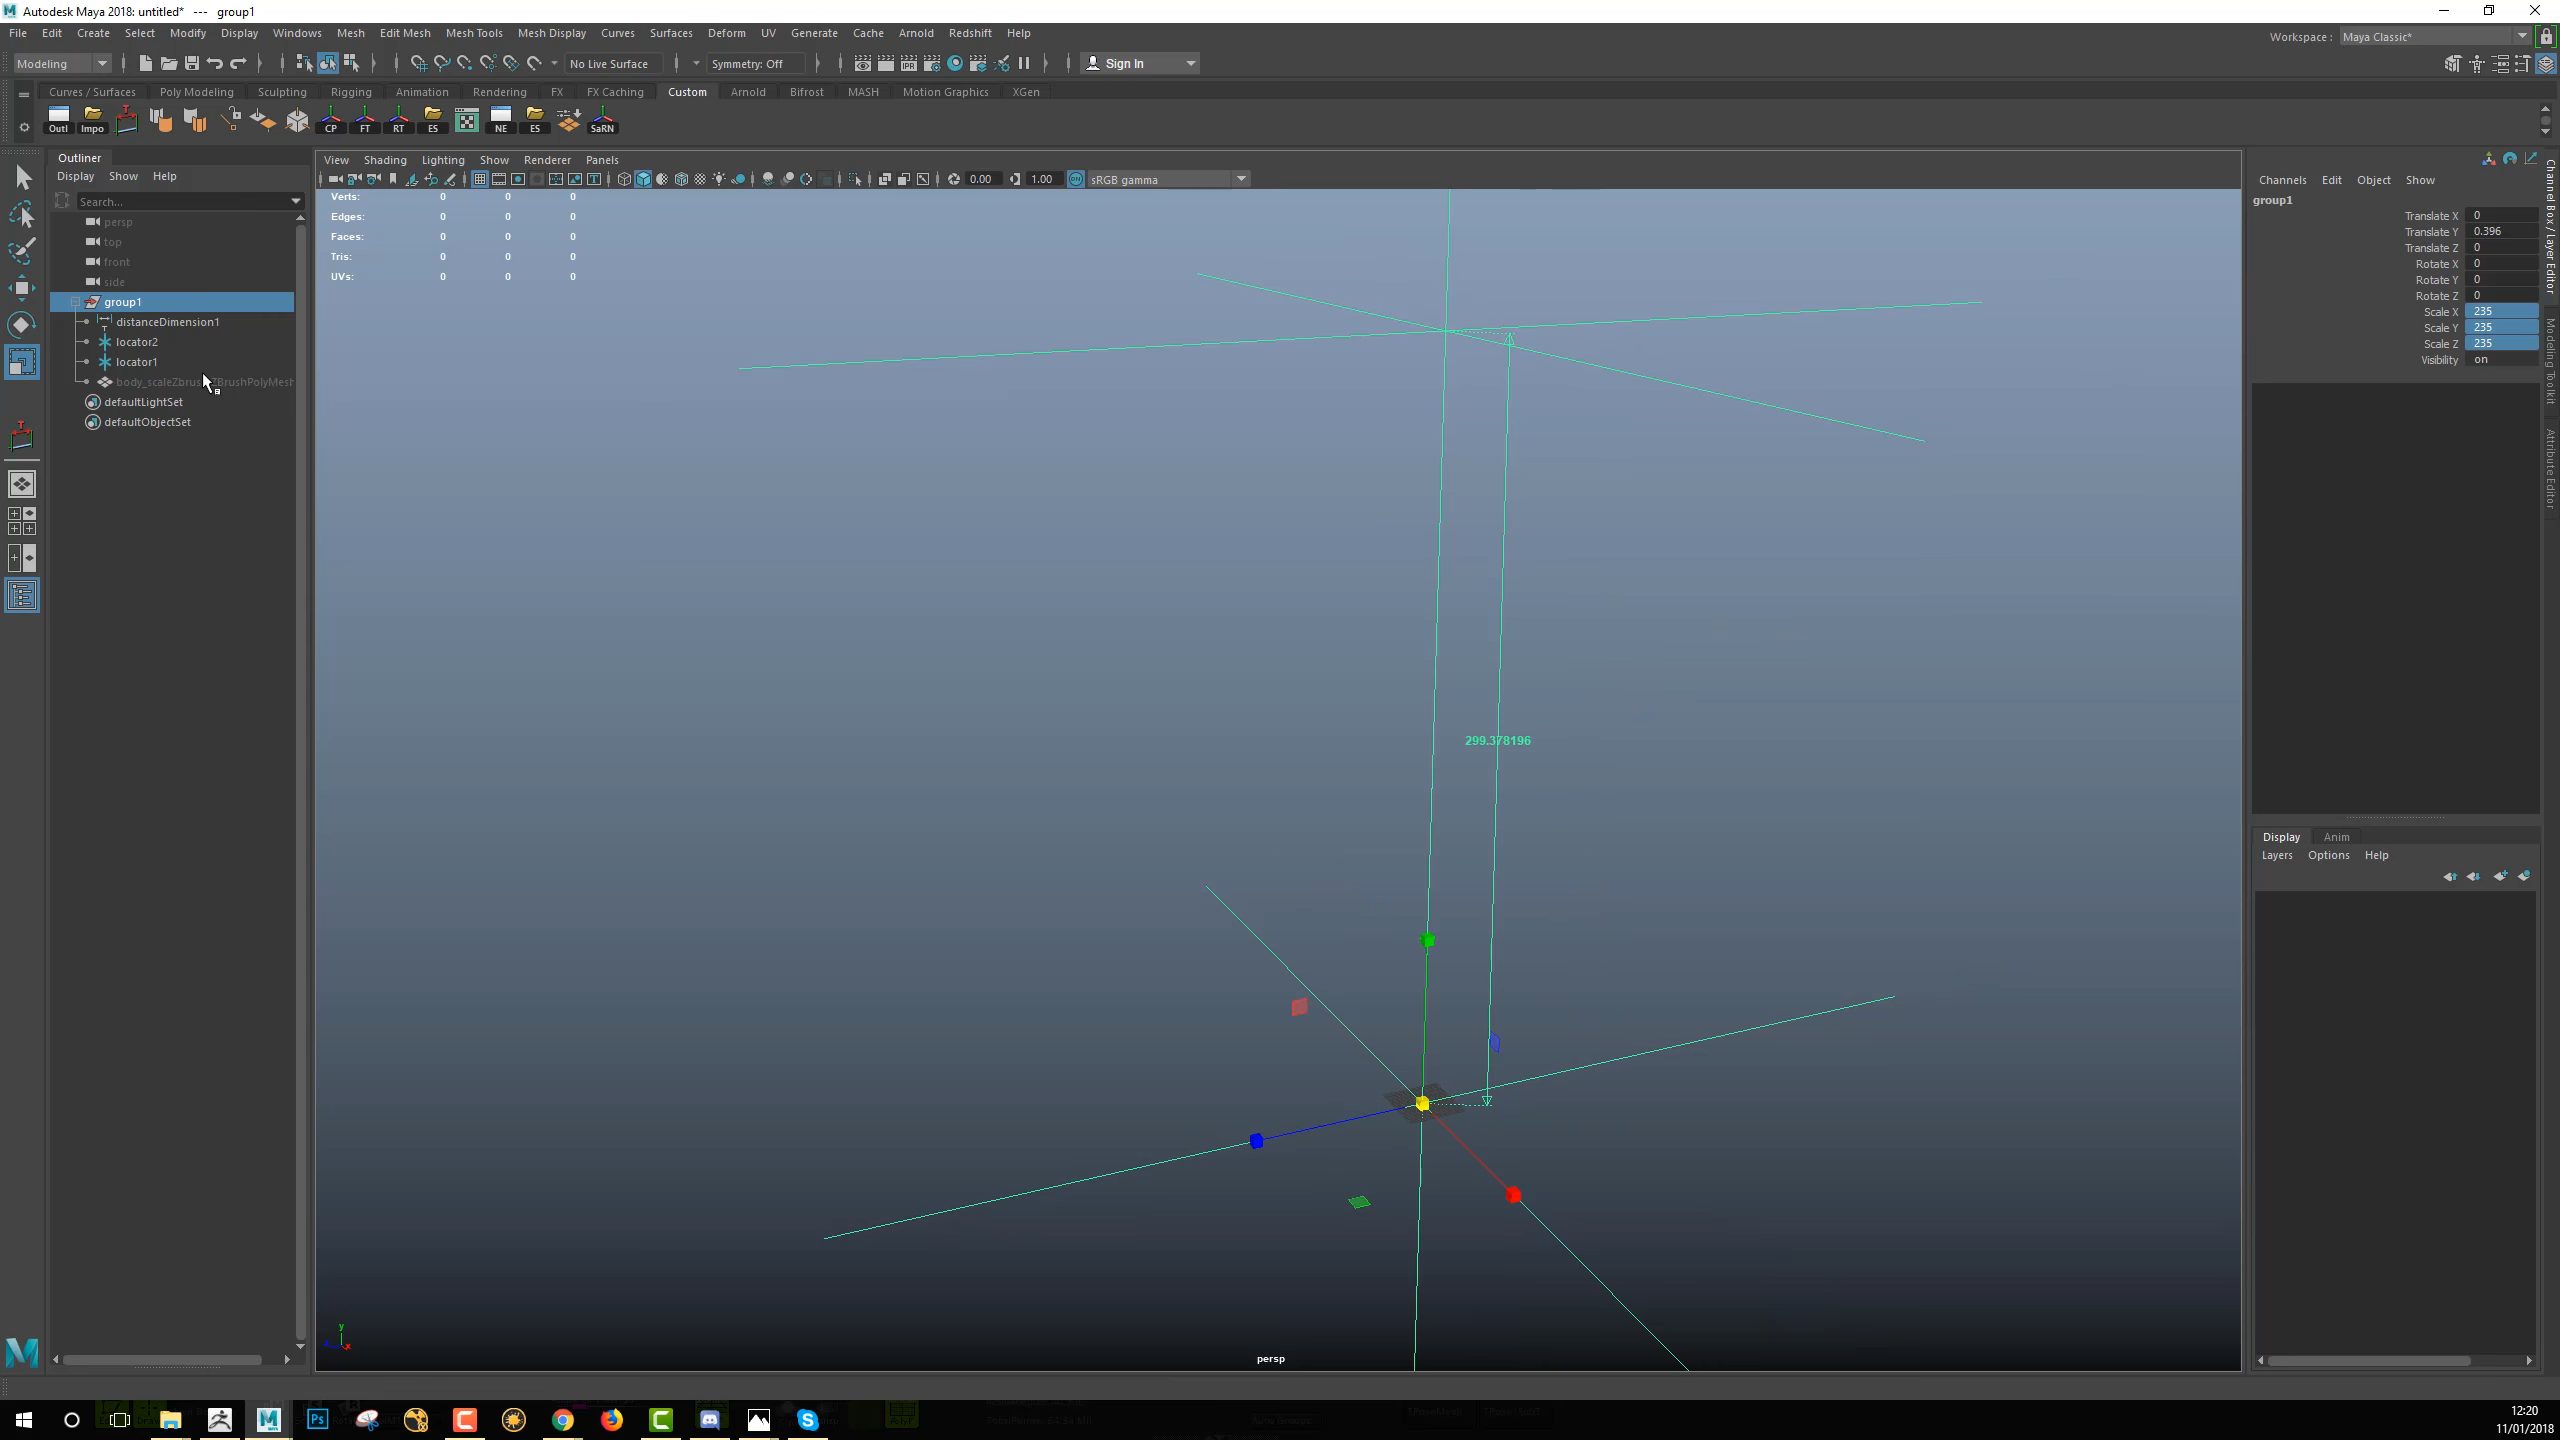 Autodesk Maya 2018: untitled* --- group1
File Edit Create Select Modify Display Windows Mesh Edit Mesh Mesh Tools Mesh Display Curves Surfaces Deform UV Generate Cache Arnold Redshift Help
Workspace : Maya Classic*
Modeling No Live Surface Symmetry: Off Sign In
Curves / Surfaces Poly Modeling Sculpting Rigging Animation Rendering FX FX Caching Custom Arnold Bifrost MASH Motion Graphics XGen
Outl Impo CP FT RT ES NE ES SaRN
Outliner
Display Show Help
Search...
persp
top
front
side
group1
distanceDimension1
locator2
locator1
defaultLightSet
defaultObjectSet
View Shading Lighting Show Renderer Panels
0.00 1.00 sRGB gamma
Verts: 0 0 0
Edges: 0 0 0
Faces: 0 0 0
Tris: 0 0 0
UVs: 0 0 0
299.378196
y
x
persp
Channels Edit Object Show
group1
Translate X 0
Translate Y 0.396
Translate Z 0
Rotate X 0
Rotate Y 0
Rotate Z 0
Scale X 235
Scale Y 235
Scale Z 235
Visibility on
Channel Box / Layer Editor
Modeling Toolkit
Attribute Editor
Display Anim
Layers Options Help
12:20
11/01/2018